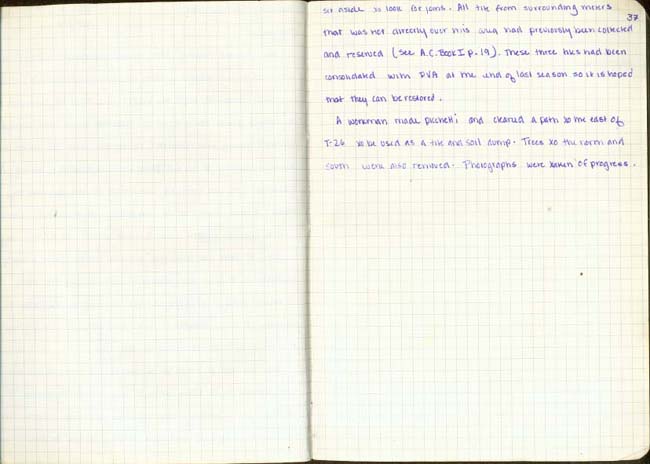 37
set aside to look for joins. All tile from surrounding meters
that was not directly over this area had previously been collected
and reserved (see A.C. Book I p. 19). These three tiles had been
consolidated with PVA at the end of last season so it is hoped
that they can be restored.
A workman made picchetti and cleared a path to the east of
T-26 to be used as a tile and soil dump. Trees to the north and
south were also removed. Photographs were taken of progress.